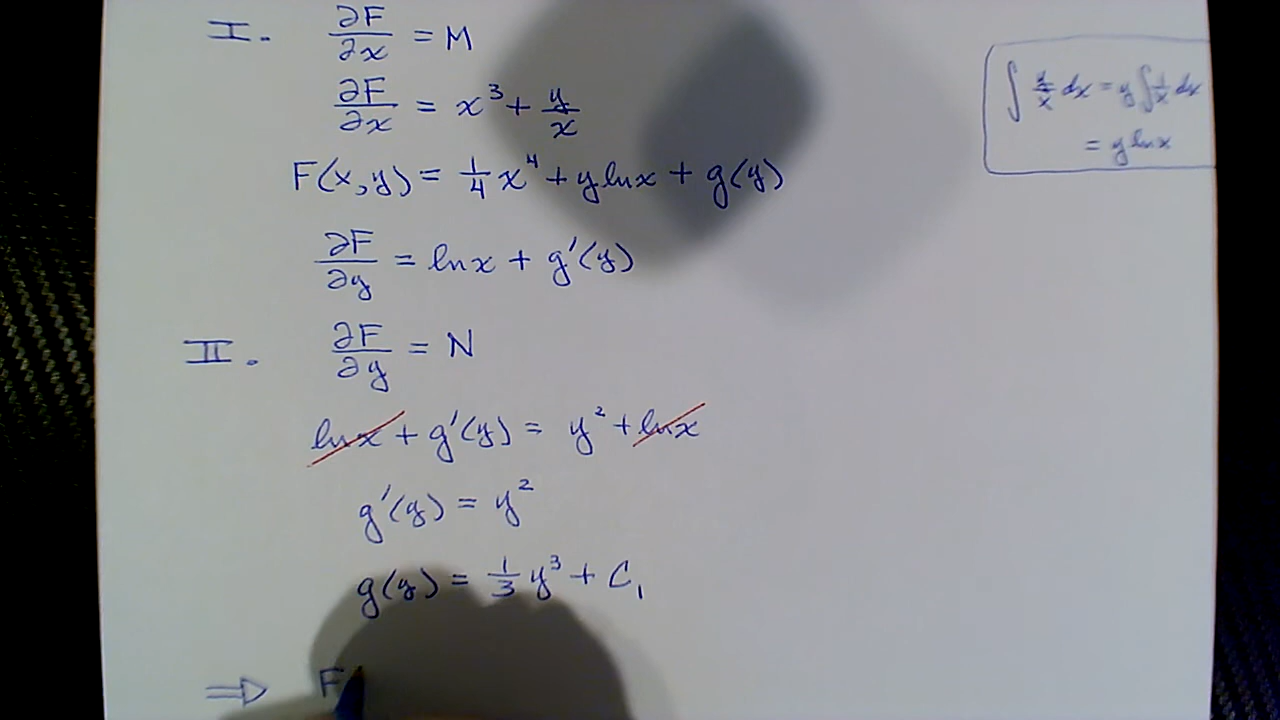 I. ∂F/∂x = M
∂F/∂x = x³ + y/x
F(x,y) = 1/4 x⁴ + y ln x + g(y)
∂F/∂y = ln x + g'(y)
II. ∂F/∂y = N
ln x + g'(y) = y² + ln x
g'(y) = y²
g(y) = 1/3 y³ + C₁
⇒ F
∫ y/x dx = y ∫ 1/x dx
= y ln x